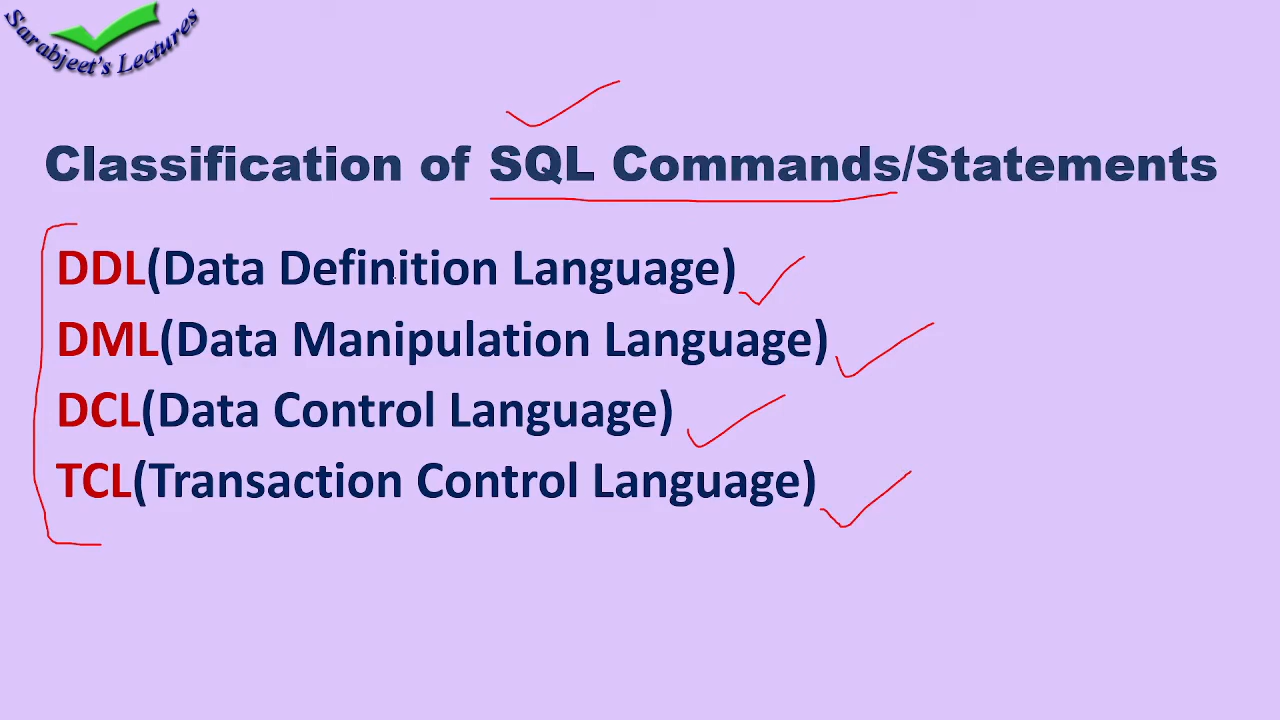 Sarabjeet's Lectures
Classification of SQL Commands/Statements
DDL(Data Definition Language)
DML(Data Manipulation Language)
DCL(Data Control Language)
TCL(Transaction Control Language)